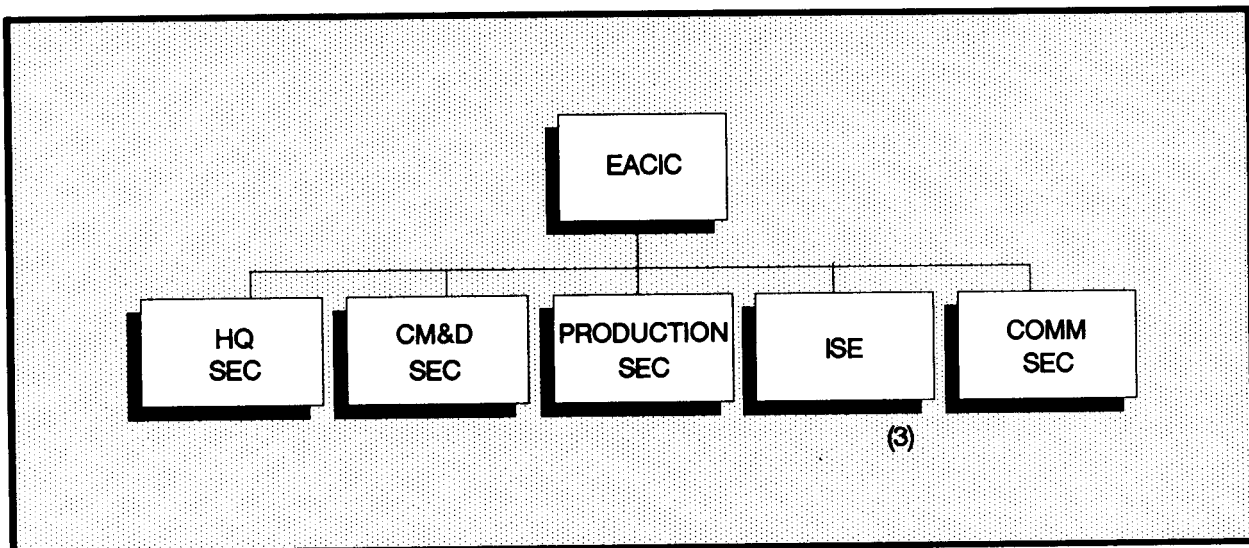 EACIC
HQ
SEC
CM&D
SEC
PRODUCTION
SEC
ISE
COMM
SEC
(3)